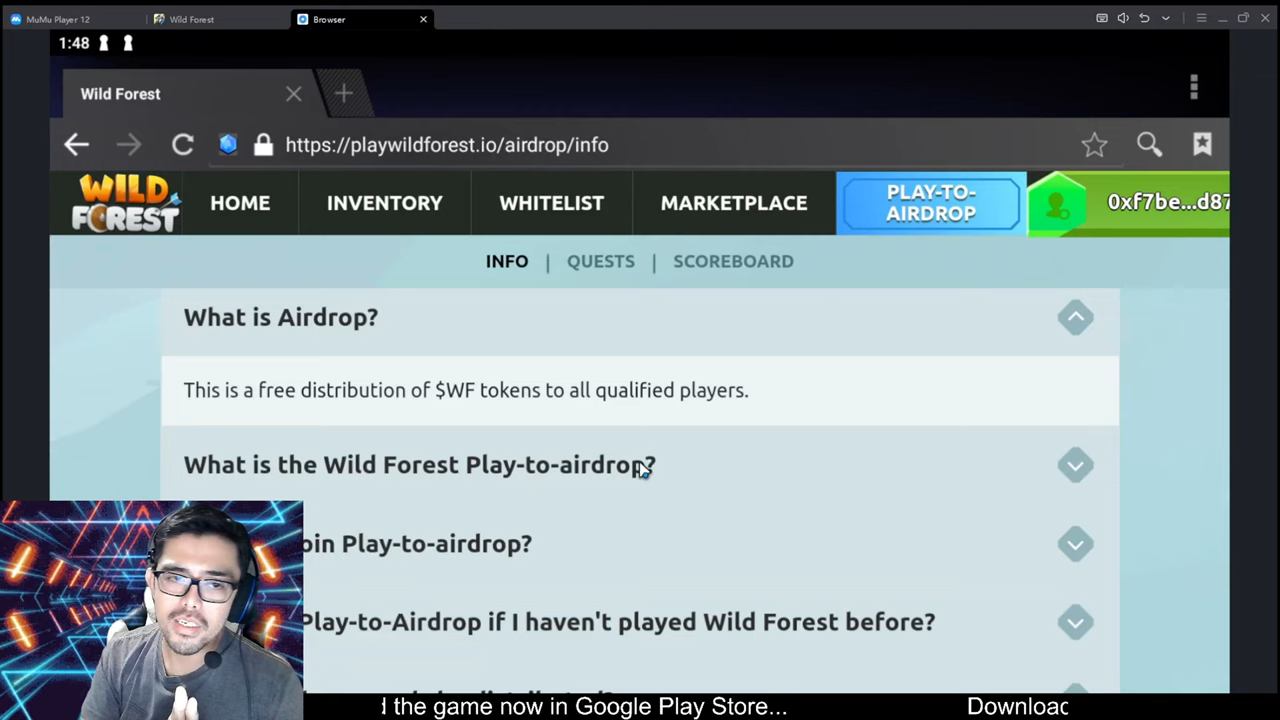 MuMu Player 12
Wild Forest
Browser
1:48
Wild Forest
https://playwildforest.io/airdrop/info
WILD FOREST
HOME
INVENTORY
WHITELIST
MARKETPLACE
PLAY-TO-
AIRDROP
0xf7be...d87
INFO | QUESTS | SCOREBOARD
What is Airdrop?
This is a free distribution of $WF tokens to all qualified players.
What is the Wild Forest Play-to-airdrop?
oin Play-to-airdrop?
Play-to-Airdrop if I haven't played Wild Forest before?
d the game now in Google Play Store... Downloac